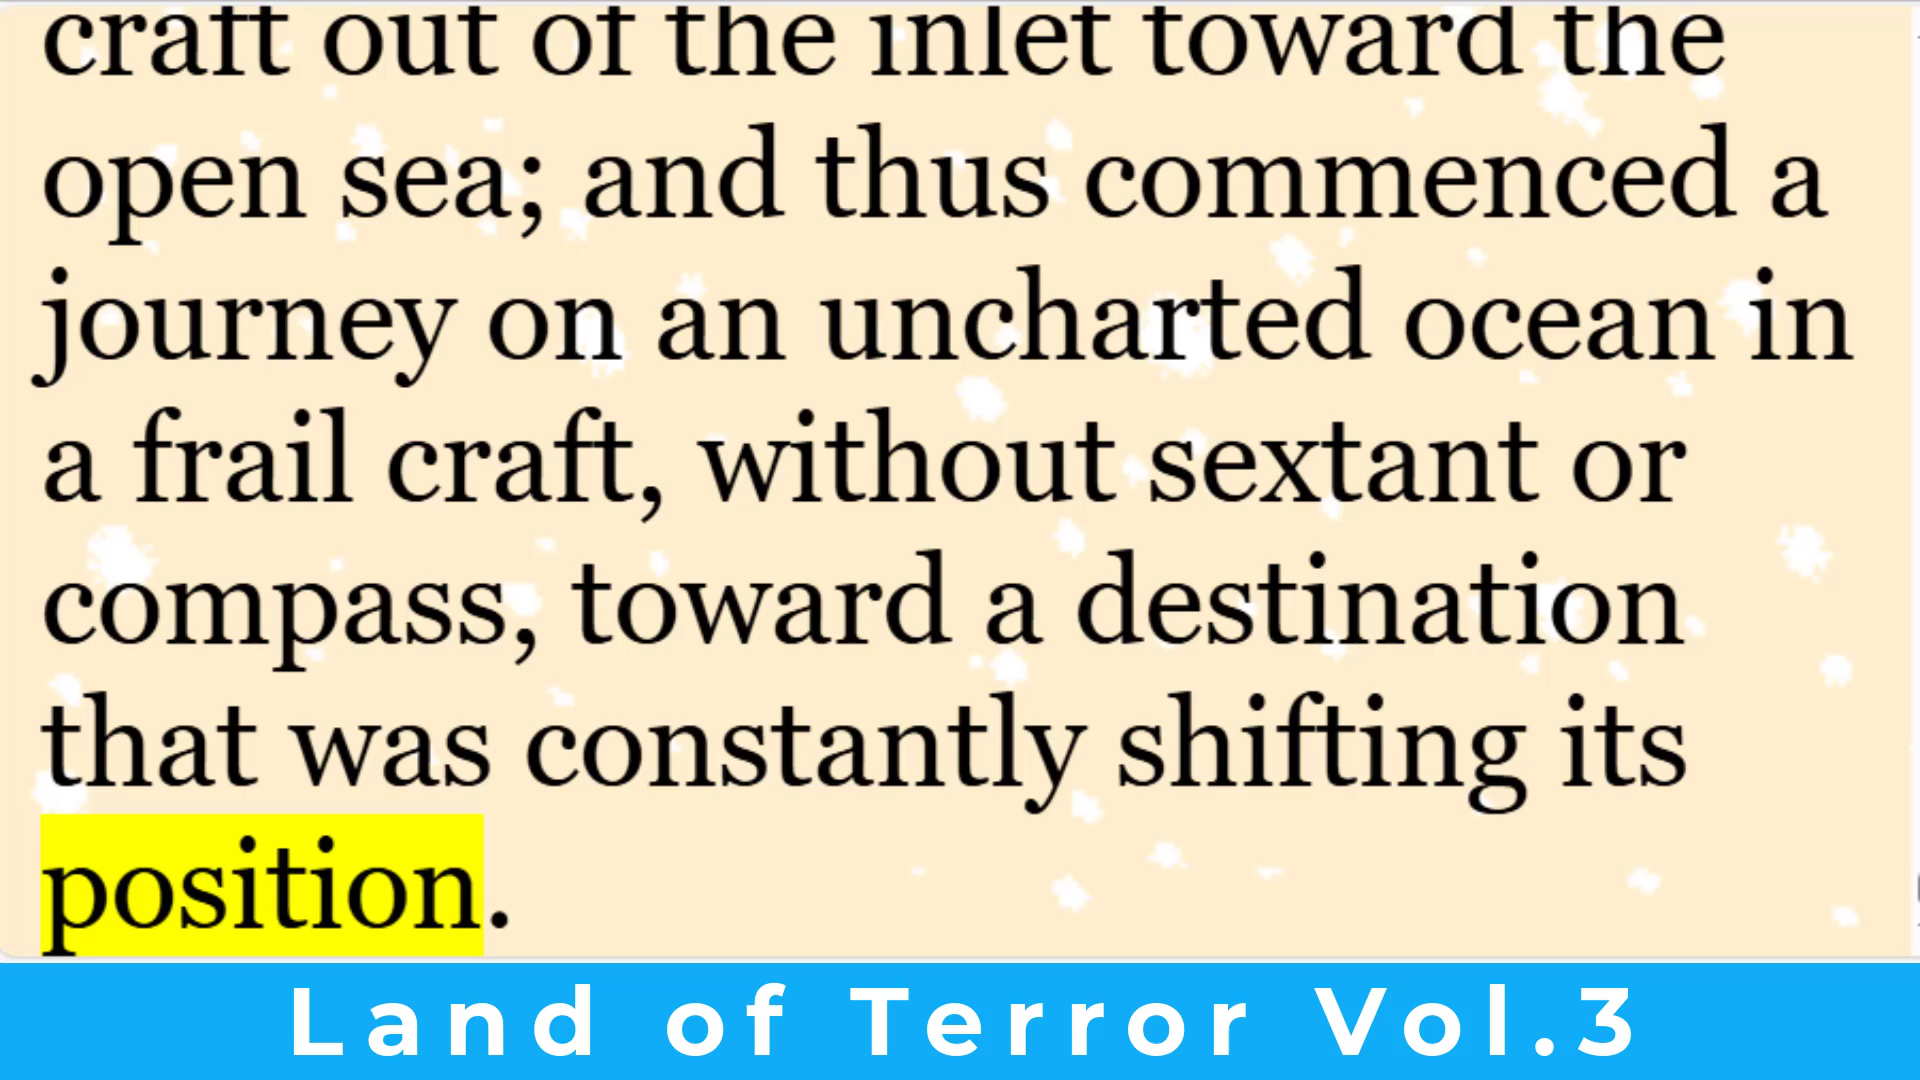 craft out of the inlet toward the
open sea; and thus commenced a
journey on an uncharted ocean in
a frail craft, without sextant or
compass, toward a destination
that was constantly shifting its
position.
Land of Terror Vol.3